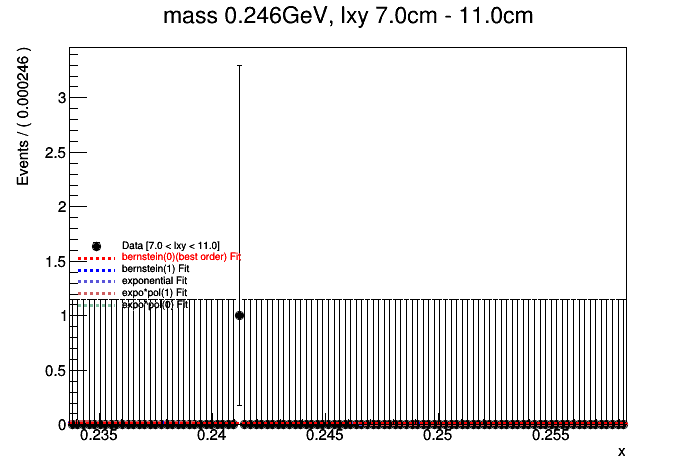 mass 0.246GeV, lxy 7.0cm - 11.0cm
Events / ( 0.000246 )
3
2.5
2
1.5
1
0.5
0
Data [7.0 < lxy < 11.0]
bernstein(0)(best order) Fit
bernstein(1) Fit
exponential Fit
expo*pol(1) Fit
expo*pol(0) Fit
0.235
0.24
0.245
0.25
0.255
x